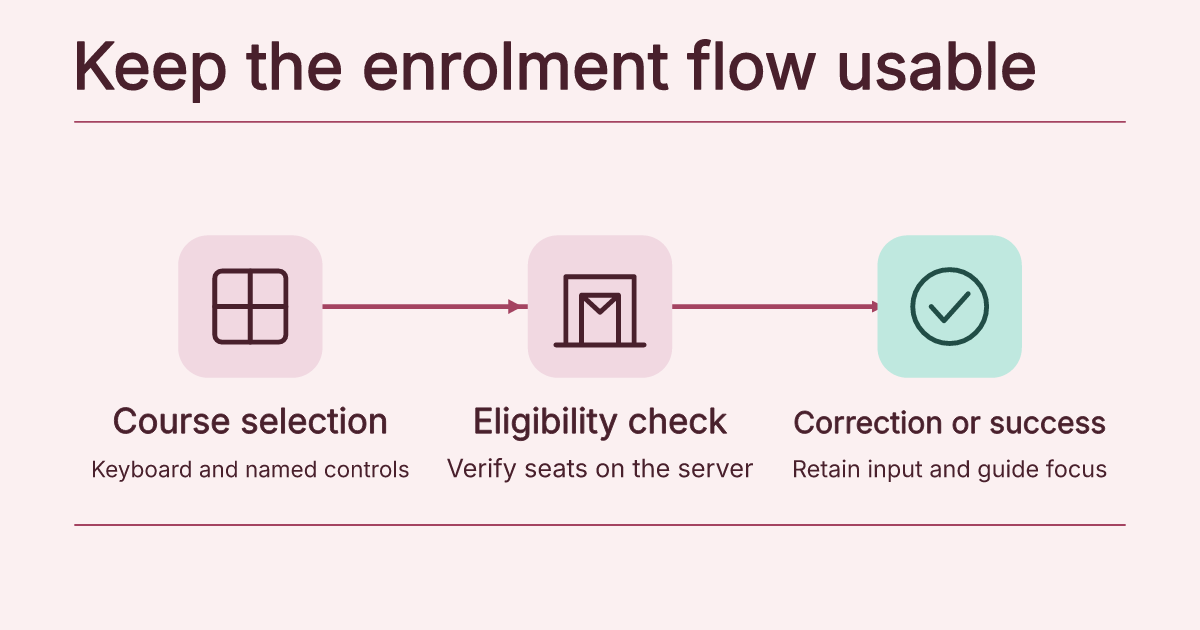 Keep the enrolment flow usable
Course selection
Keyboard and named controls
Eligibility check
Verify seats on the server
Correction or success
Retain input and guide focus